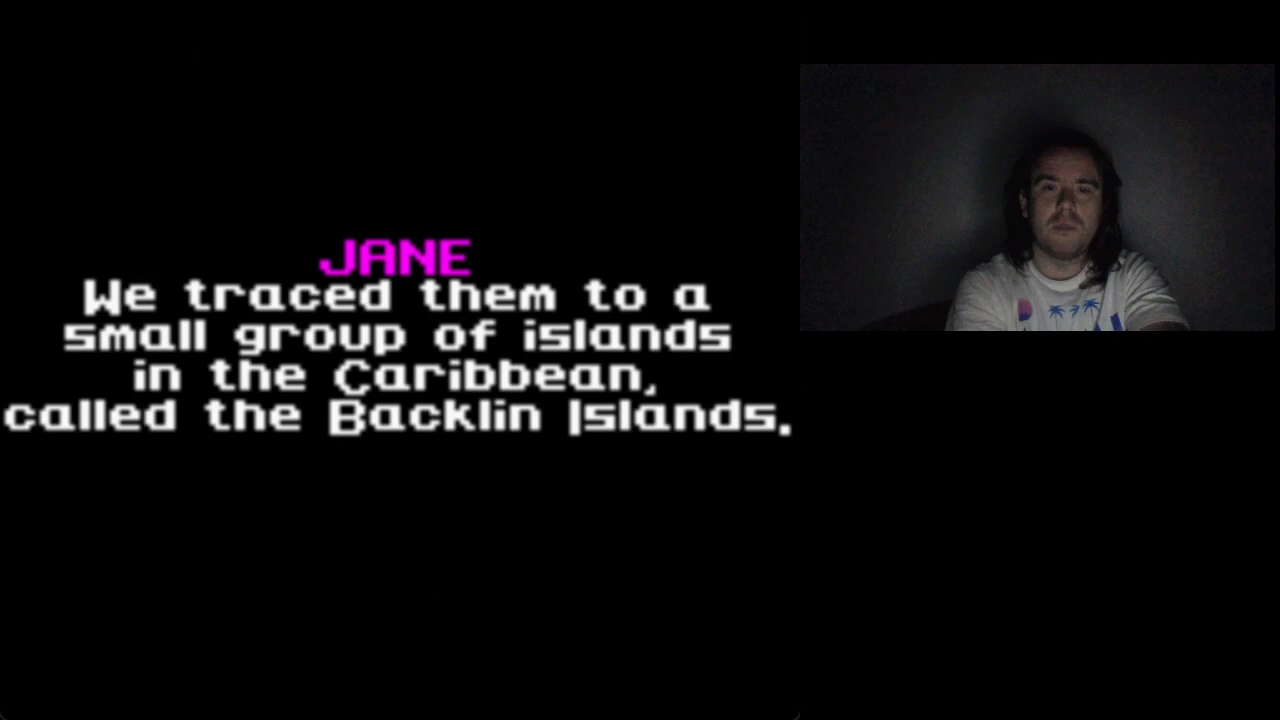 JANE
We traced them to a
small group of islands
in the Caribbean,
called the Backlin Islands.